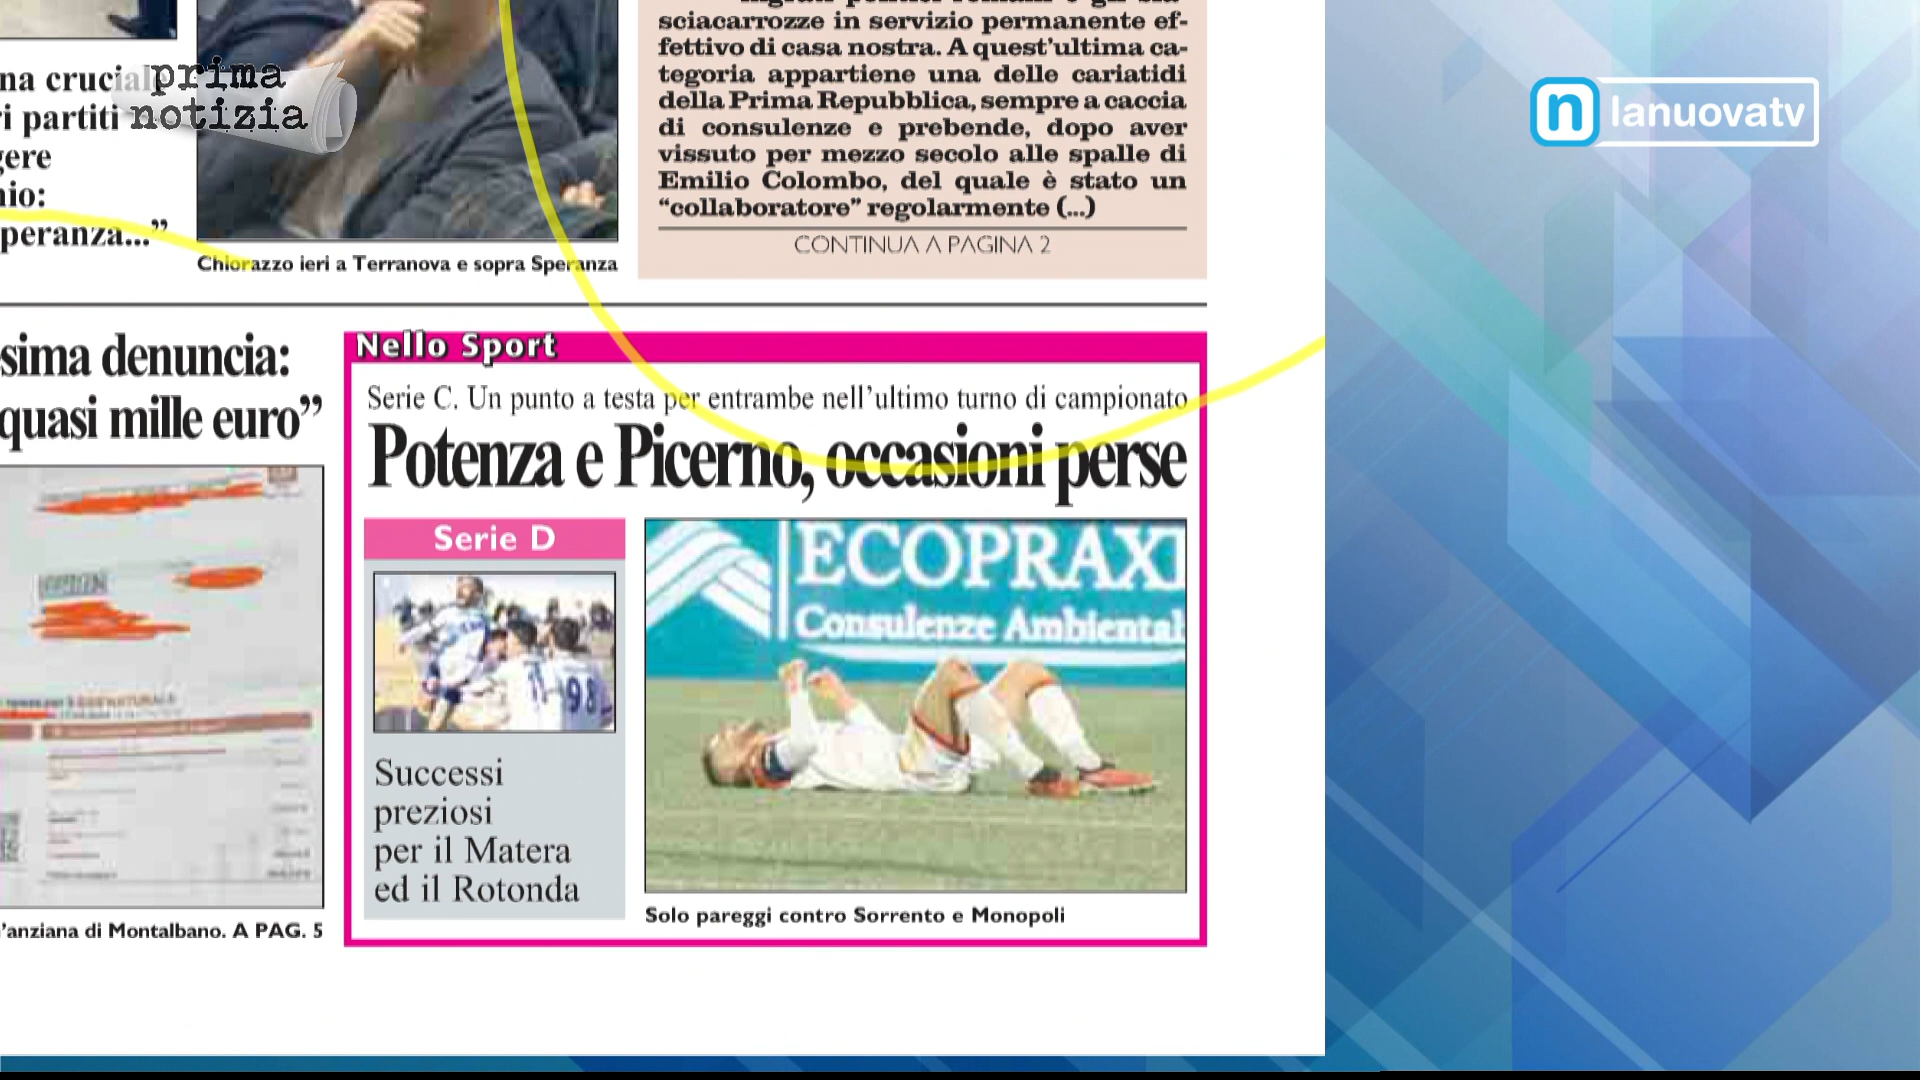 sciacarrozze in servizio permanente ef-
fettivo di casa nostra. A quest'ultima ca-
tegoria appartiene una delle cariatidi
della Prima Repubblica, sempre a caccia
di consulenze e prebende, dopo aver
vissuto per mezzo secolo alle spalle di
Emilio Colombo, del quale è stato un
“collaboratore” regolarmente (...)
CONTINUA A PAGINA 2
na crucial
prima
notizia
ri partiti
gere
nio:
peranza...”
Chiorazzo ieri a Terranova e sopra Speranza
lanuovatv
sima denuncia:
quasi mille euro”
'anziana di Montalbano. A PAG. 5
Nello Sport
Serie C. Un punto a testa per entrambe nell'ultimo turno di campionato
Potenza e Picerno, occasioni perse
Serie D
98
Successi
preziosi
per il Matera
ed il Rotonda
ECOPRAXI
Consulenze Ambiental
Solo pareggi contro Sorrento e Monopoli